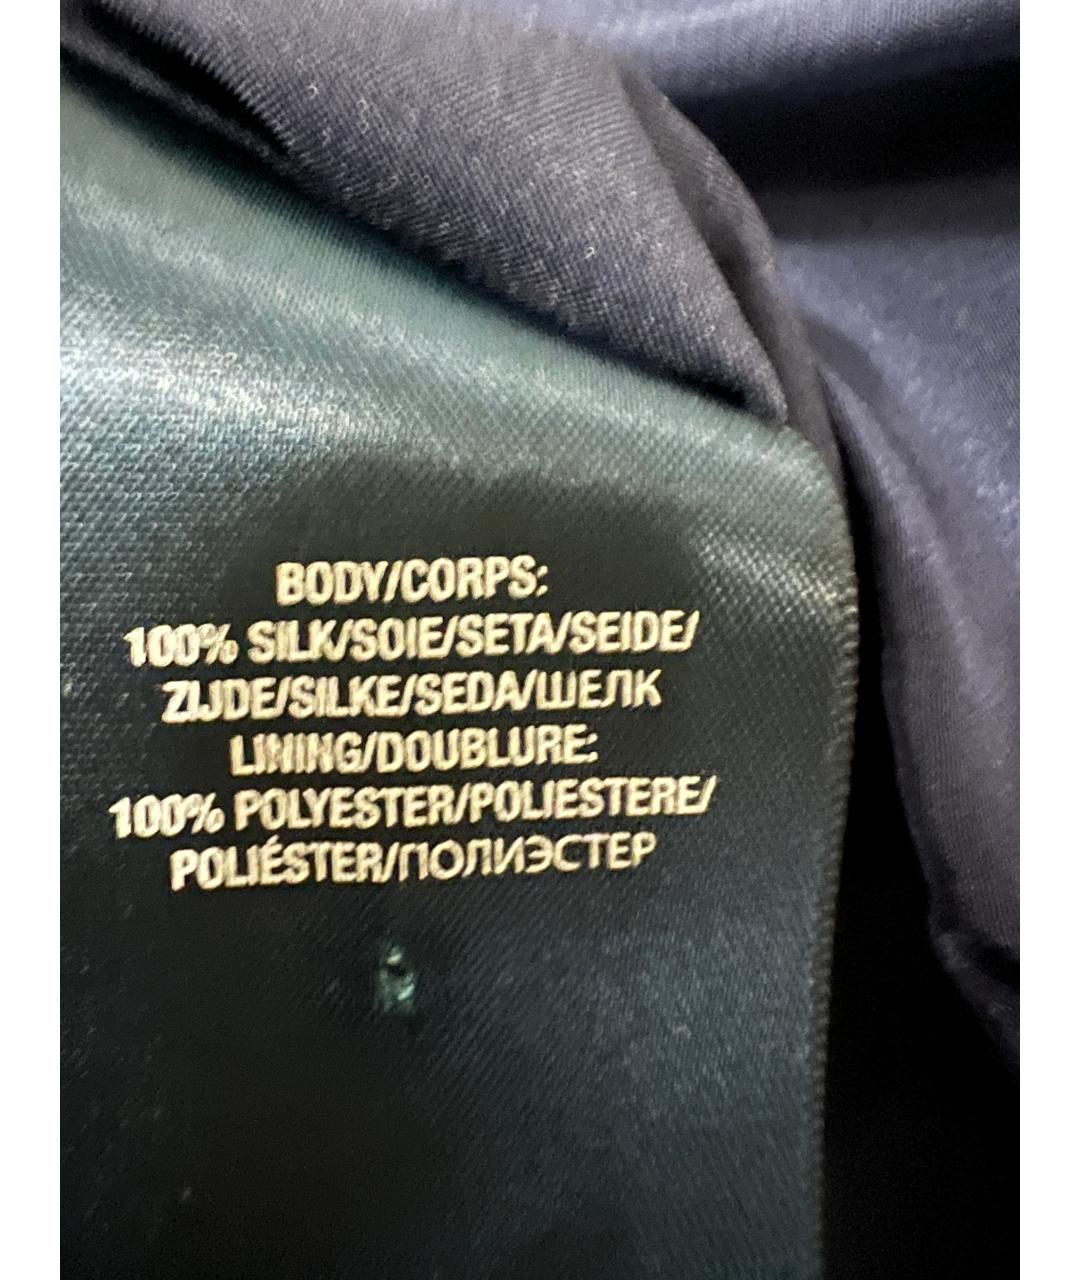 BODY/CORPS:
100% SILK/SOIE/SETA/SEIDE/
ZIJDE/SILKE/SEDA/ШЕЛК
LINING/DOUBLURE:
100% POLYESTER/POLIESTERE/
POLIÉSTER/ПОЛИЭСТЕР